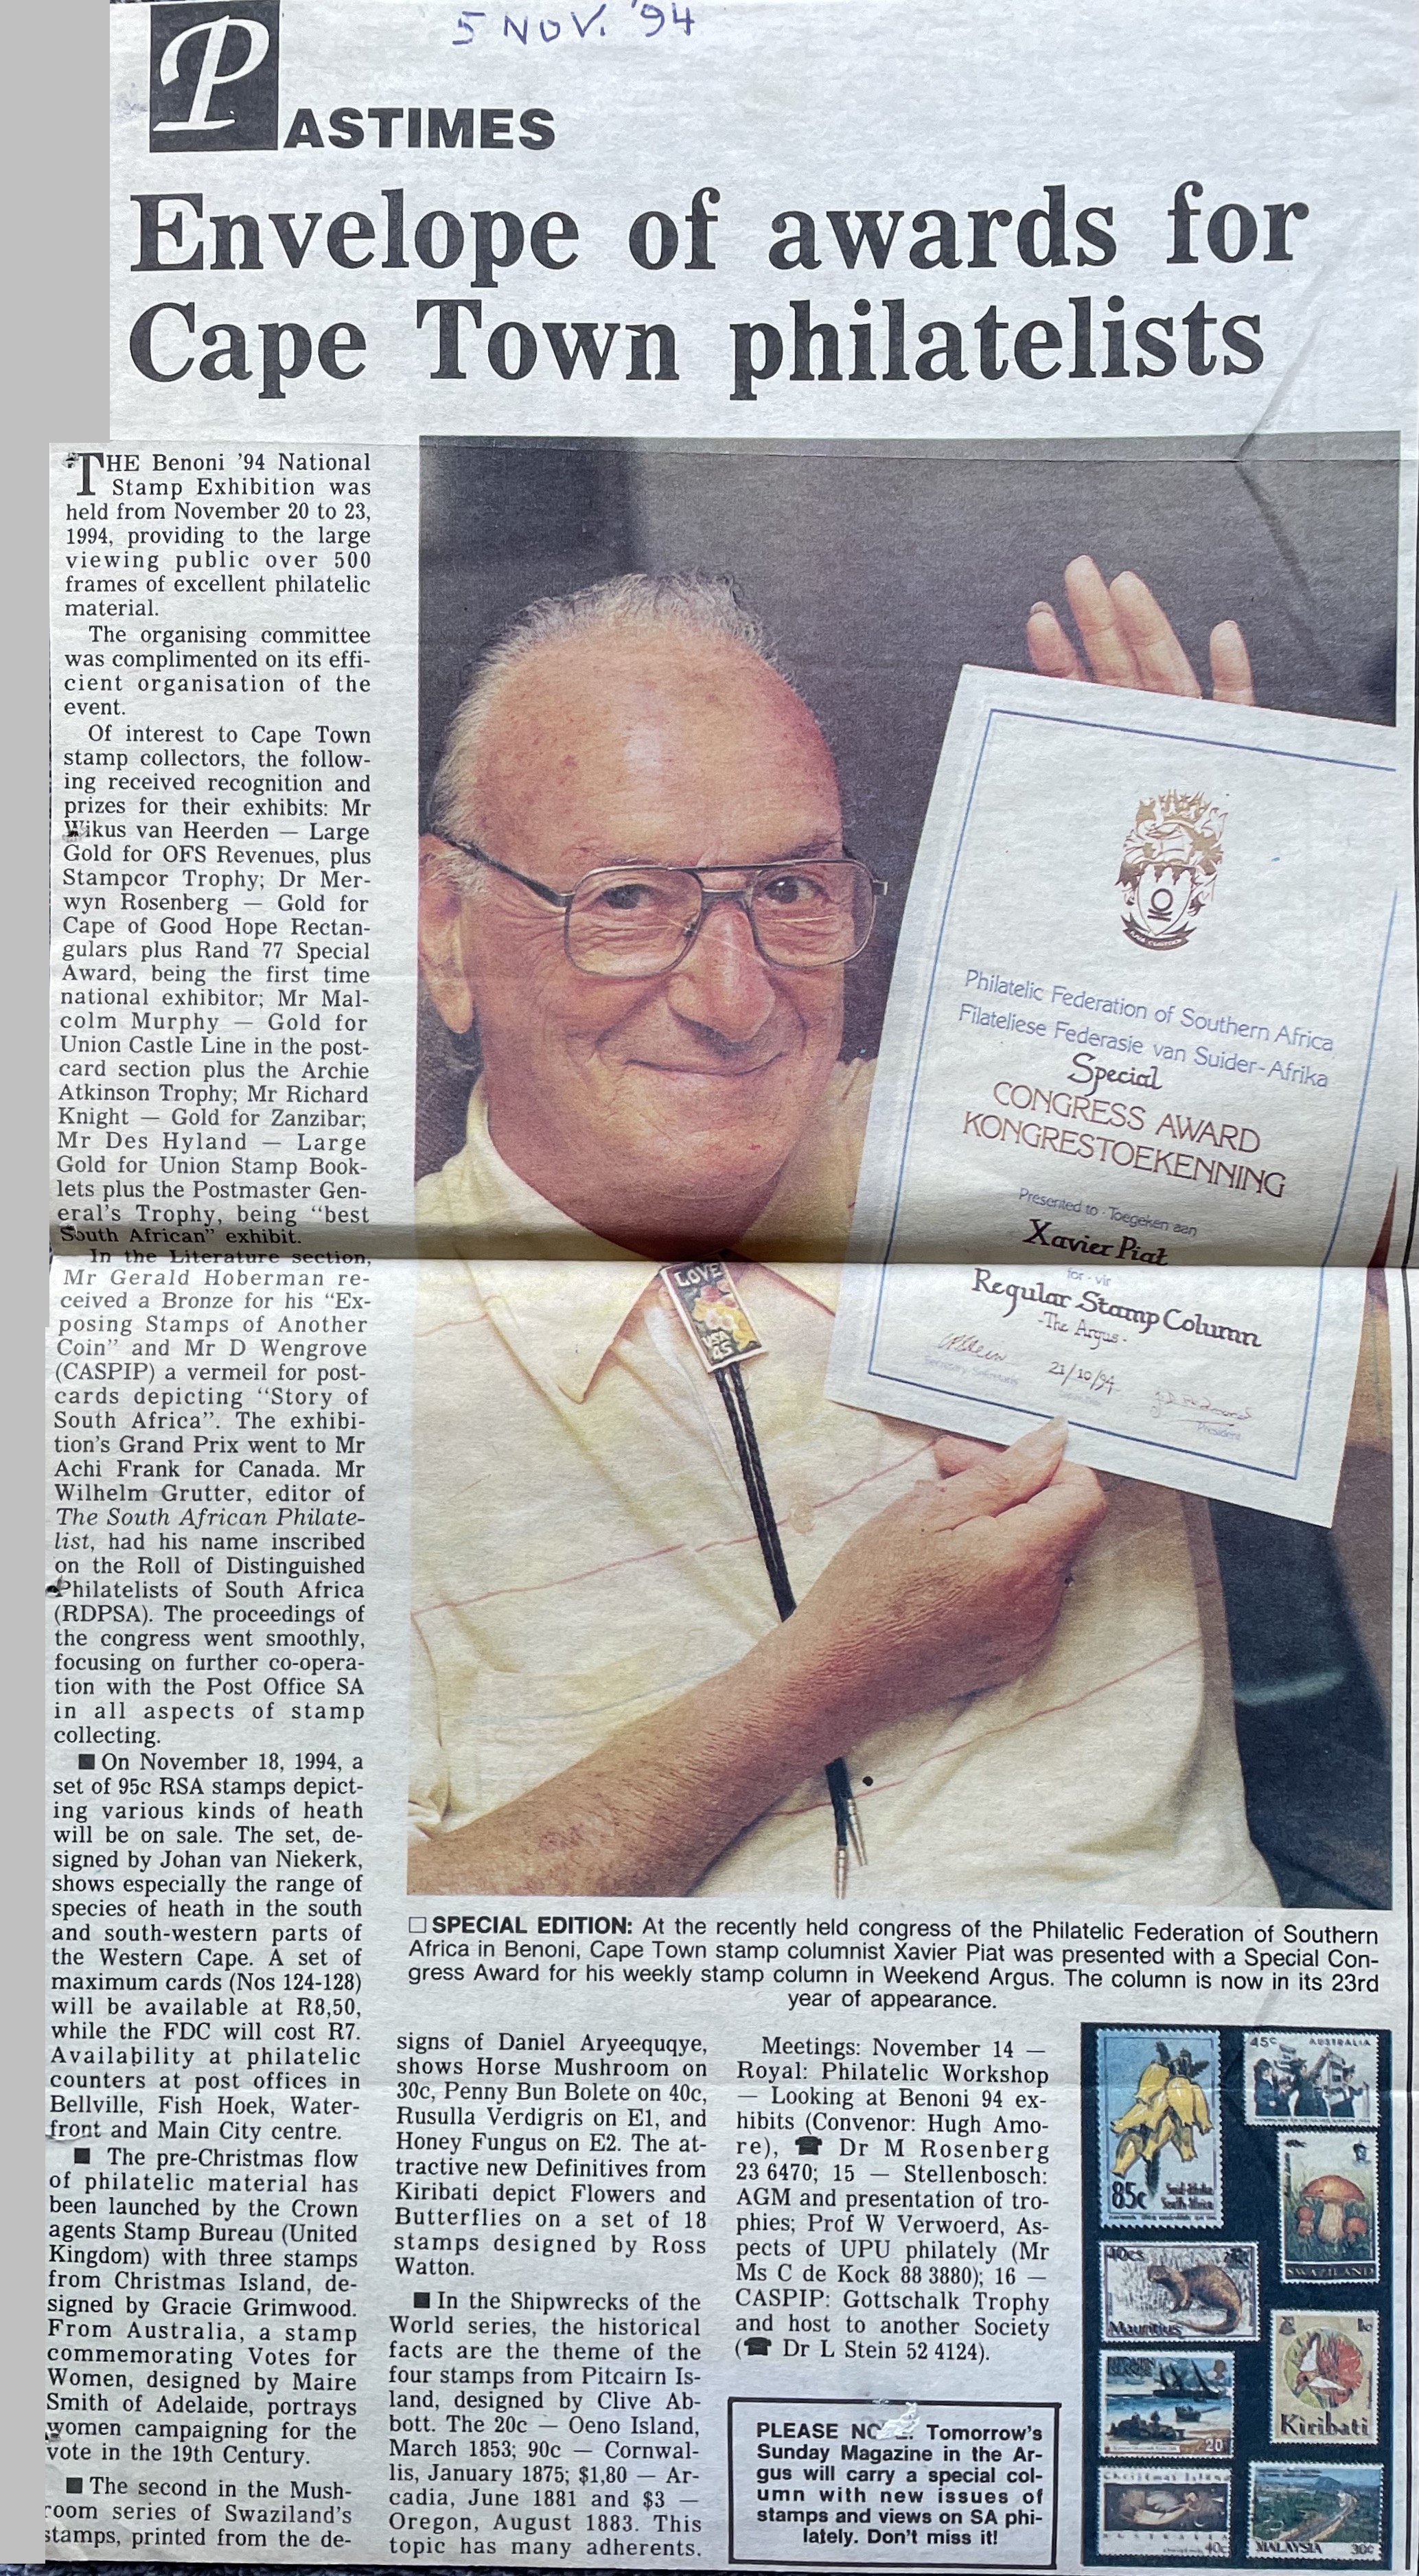 5 NOV. '94
PASTIMES
Envelope of awards for
Cape Town philatelists
THE Benoni '94 National
Stamp Exhibition was
held from November 20 to 23,
1994, providing to the large
viewing public over 500
frames of excellent philatelic
material.
The organising committee
was complimented on its effi-
cient organisation of the
event.
Of interest to Cape Town
stamp collectors, the follow-
ing received recognition and
prizes for their exhibits: Mr
Wikus van Heerden — Large
Gold for OFS Revenues, plus
Stampcor Trophy; Dr Mer-
wyn Rosenberg — Gold for
Cape of Good Hope Rectan-
gulars plus Rand 77 Special
Award, being the first time
national exhibitor; Mr Mal-
colm Murphy — Gold for
Union Castle Line in the post-
card section plus the Archie
Atkinson Trophy; Mr Richard
Knight — Gold for Zanzibar;
Mr Des Hyland — Large
Gold for Union Stamp Book-
lets plus the Postmaster Gen-
eral's Trophy, being "best
South African" exhibit.
In the Literature section,
Mr Gerald Hoberman re-
ceived a Bronze for his "Ex-
posing Stamps of Another
Coin" and Mr D Wengrove
(CASPIP) a vermeil for post-
cards depicting "Story of
South Africa". The exhibi-
tion's Grand Prix went to Mr
Achi Frank for Canada. Mr
Wilhelm Grutter, editor of
The South African Philate-
list, had his name inscribed
on the Roll of Distinguished
Philatelists of South Africa
(RDPSA). The proceedings of
the congress went smoothly,
focusing on further co-opera-
tion with the Post Office SA
in all aspects of stamp
collecting.
■ On November 18, 1994, a
set of 95c RSA stamps depict-
ing various kinds of heath
will be on sale. The set, de-
signed by Johan van Niekerk,
shows especially the range of
species of heath in the south
and south-western parts of
the Western Cape. A set of
maximum cards (Nos 124-128)
will be available at R8,50,
while the FDC will cost R7.
Availability at philatelic
counters at post offices in
Bellville, Fish Hoek, Water-
front and Main City centre.
■ The pre-Christmas flow
of philatelic material has
been launched by the Crown
agents Stamp Bureau (United
Kingdom) with three stamps
from Christmas Island, de-
signed by Gracie Grimwood.
From Australia, a stamp
commemorating Votes for
Women, designed by Maire
Smith of Adelaide, portrays
women campaigning for the
vote in the 19th Century.
■ The second in the Mush-
room series of Swaziland's
stamps, printed from the de-
signs of Daniel Aryeequqye,
shows Horse Mushroom on
30c, Penny Bun Bolete on 40c,
Rusulla Verdigris on E1, and
Honey Fungus on E2. The at-
tractive new Definitives from
Kiribati depict Flowers and
Butterflies on a set of 18
stamps designed by Ross
Watton.
■ In the Shipwrecks of the
World series, the historical
facts are the theme of the
four stamps from Pitcairn Is-
land, designed by Clive Ab-
bott. The 20c — Oeno Island,
March 1853; 90c — Cornwal-
lis, January 1875; $1,80 — Ar-
cadia, June 1881 and $3 —
Oregon, August 1883. This
topic has many adherents.
Meetings: November 14 —
Royal: Philatelic Workshop
— Looking at Benoni 94 ex-
hibits (Convenor: Hugh Amo-
re), ☎ Dr M Rosenberg
23 6470; 15 — Stellenbosch:
AGM and presentation of tro-
phies; Prof W Verwoerd, As-
pects of UPU philately (Mr
Ms C de Kock 88 3880); 16 —
CASPIP: Gottschalk Trophy
and host to another Society
(☎ Dr L Stein 52 4124).
PLEASE NO Tomorrow's
Sunday Magazine in the Ar-
gus will carry a special col-
umn with new issues of
stamps and views on SA phi-
lately. Don't miss it!
□ SPECIAL EDITION: At the recently held congress of the Philatelic Federation of Southern
Africa in Benoni, Cape Town stamp columnist Xavier Piat was presented with a Special Con-
gress Award for his weekly stamp column in Weekend Argus. The column is now in its 23rd
year of appearance.
Philatelic Federation of Southern Africa
Filateliese Federasie van Suider-Afrika
Special
CONGRESS AWARD
KONGRESTOEKENNING
Presented to · Toegeken aan
Xavier Piat
for · vir
Regular Stamp Column
- The Argus -
21/10/94
President
LOVE
USA
45
85c
South Africa
45c AUSTRALIA
SWAZILAND
40cs
Mauritius
Kiribati
20
Christmas Island
AUSTRALIA
40c
MALAYSIA 30c